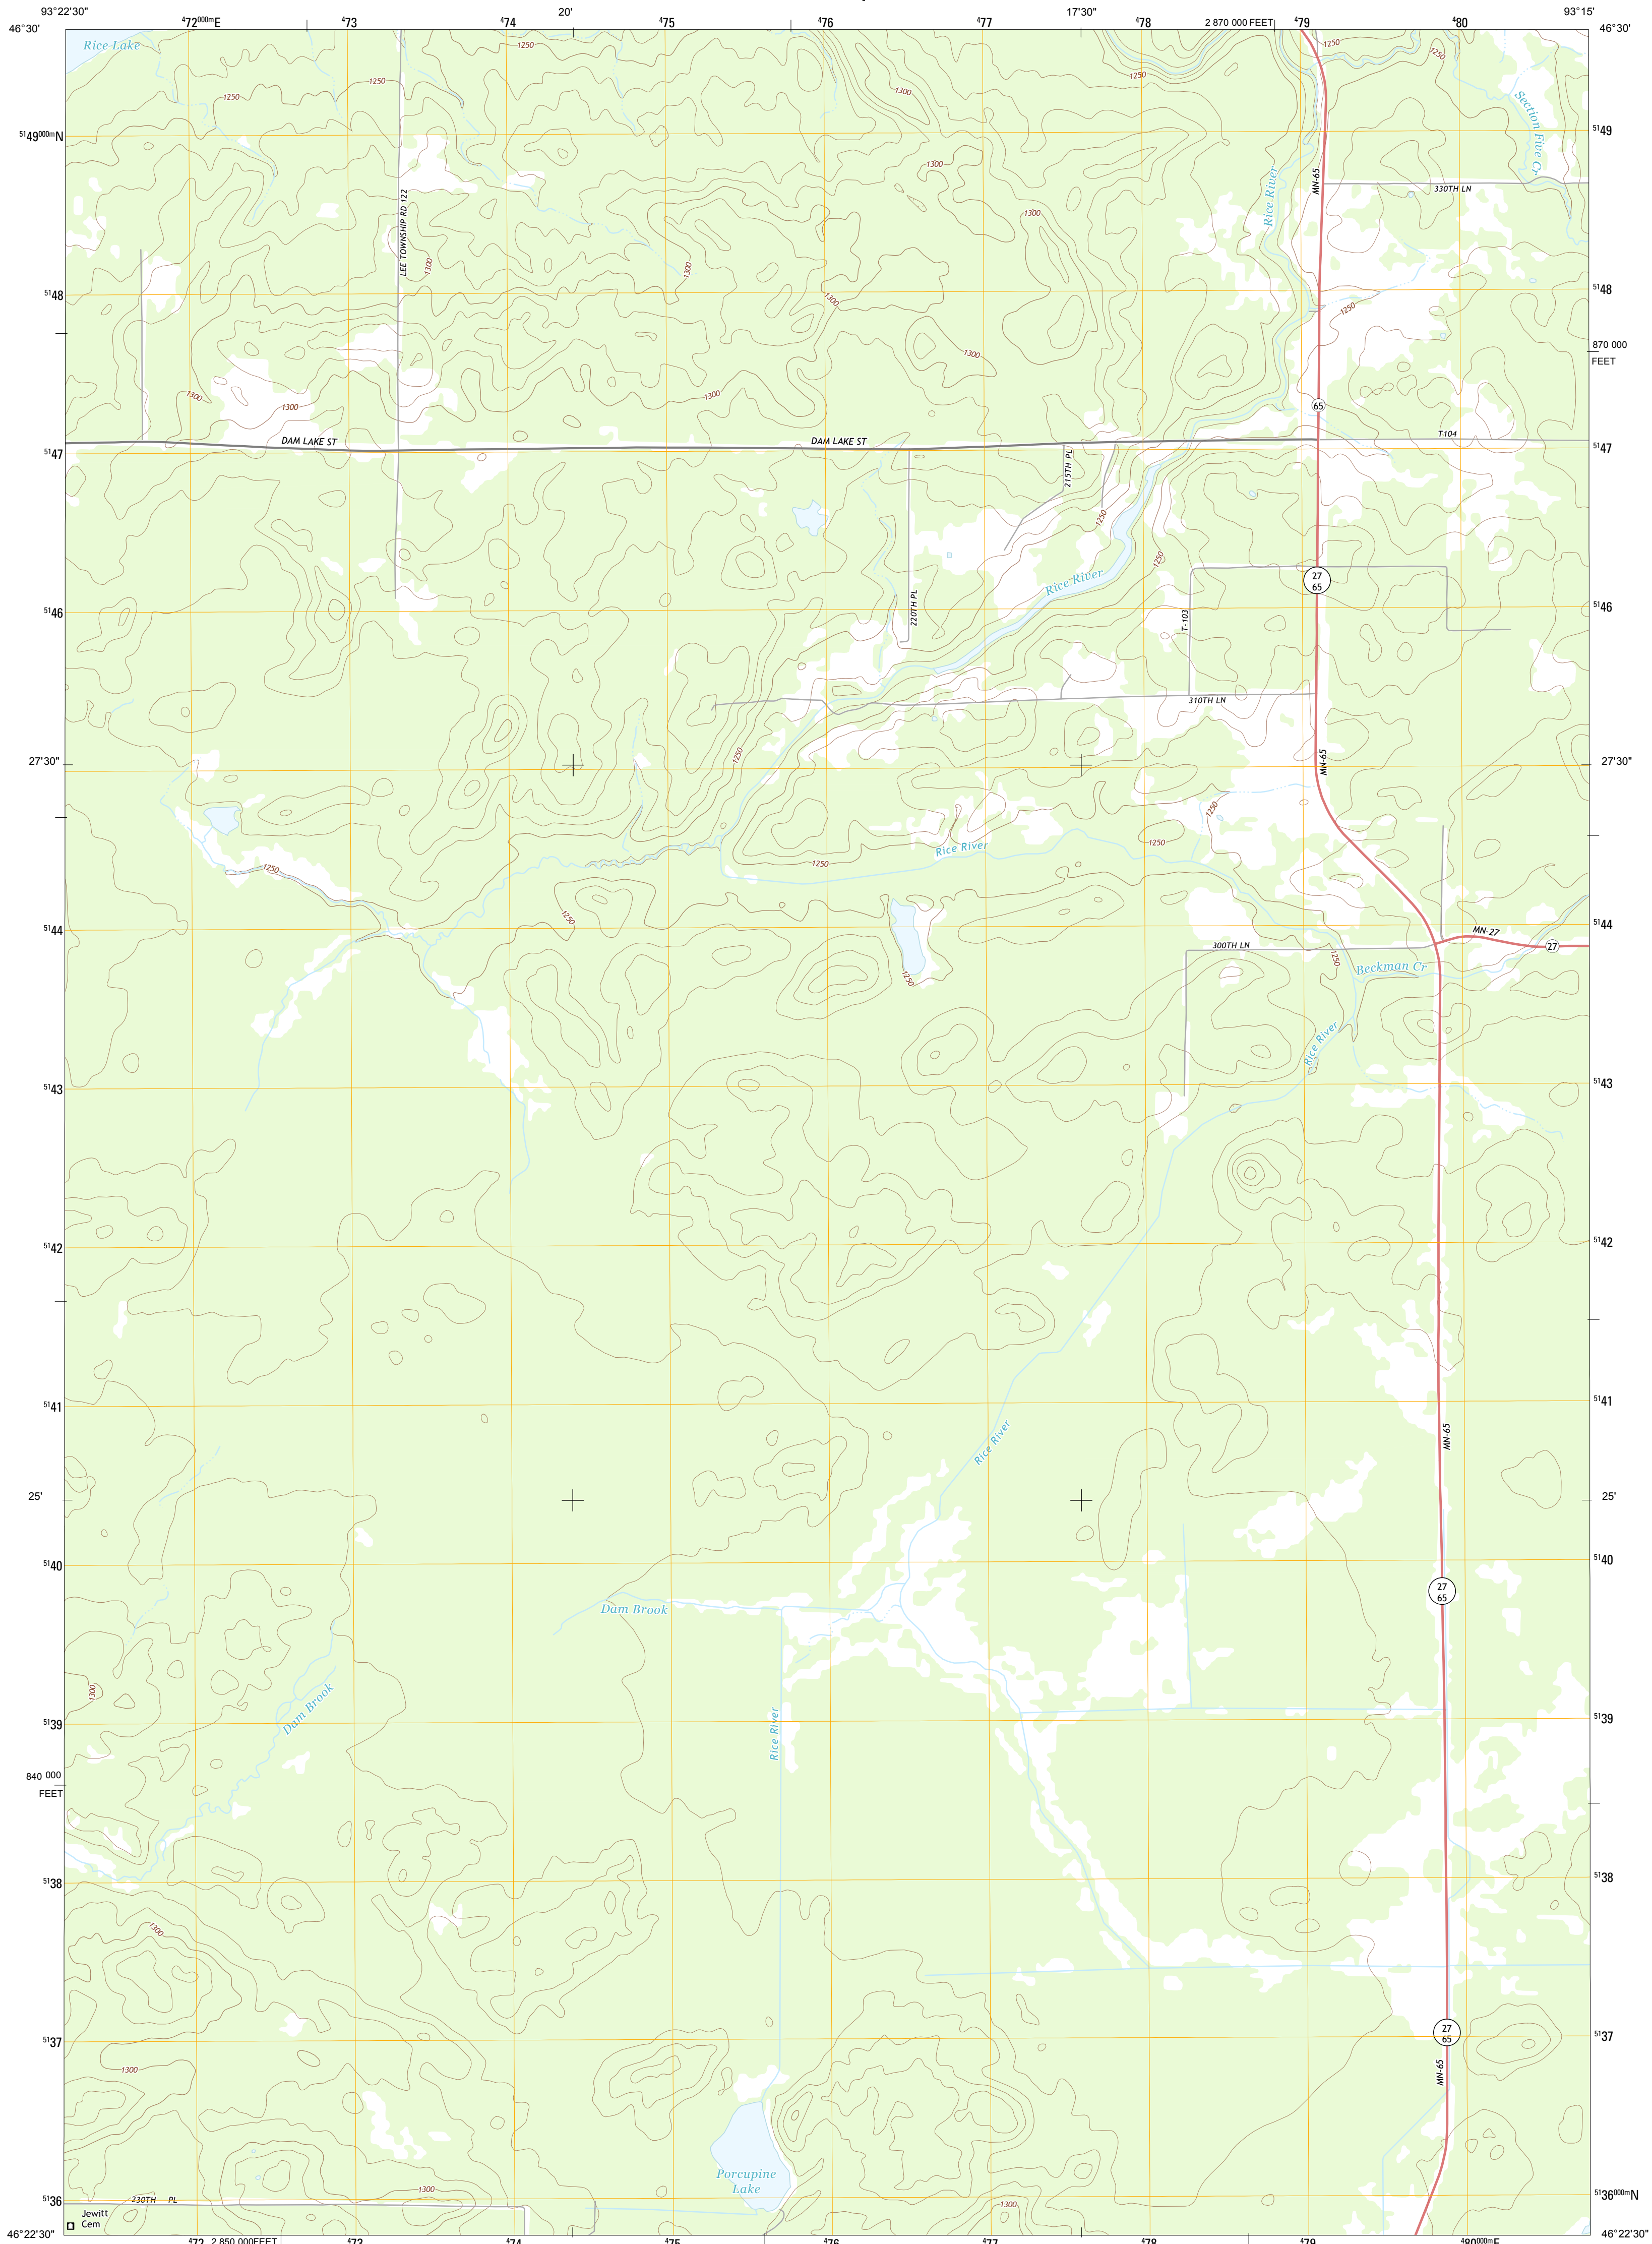 93°22'30"
⁴72⁰⁰⁰ᵐE
⁴73
⁴74
20'
⁴75
⁴76
⁴77
17'30"
⁴78
2 870 000 FEET
⁴79
⁴80
93°15'
46°30'
46°30'
Rice Lake
1250
1250
1250
1250
1250
1250
1300
Section Five Cr
⁵¹49⁰⁰⁰ᵐN
⁵¹49
1300
1300
LEE TOWNSHIP RD 122
Rice River
MN-65
330TH LN
1300
1300
1300
⁵¹48
⁵¹48
1250
870 000
FEET
1300
1300
1300
1300
65
DAM LAKE ST
DAM LAKE ST
T104
⁵¹47
⁵¹47
215TH PL
1250
1250
Rice River
27
65
220TH PL
T-103
⁵¹46
⁵¹46
310TH LN
1250
MN-65
27'30"
27'30"
1250
Rice River
1250
1250
1250
1250
⁵¹44
⁵¹44
300TH LN
MN-27
27
1250
1250
Beckman Cr
Rice River
⁵¹43
⁵¹43
⁵¹42
⁵¹42
⁵¹41
⁵¹41
Rice River
MN-65
25'
25'
⁵¹40
⁵¹40
27
65
Dam Brook
1300
Dam Brook
Rice River
⁵¹39
⁵¹39
840 000
FEET
⁵¹38
⁵¹38
1300
⁵¹37
⁵¹37
27
65
MN-65
1300
Porcupine
Lake
1300
1300
⁵¹36
⁵¹36⁰⁰⁰ᵐN
230TH PL
Jewitt
Cem
46°22'30"
46°22'30"
⁴72
2 850 000FEET
⁴73
⁴74
⁴75
⁴76
⁴77
⁴78
⁴79
⁴80⁰⁰⁰ᵐE